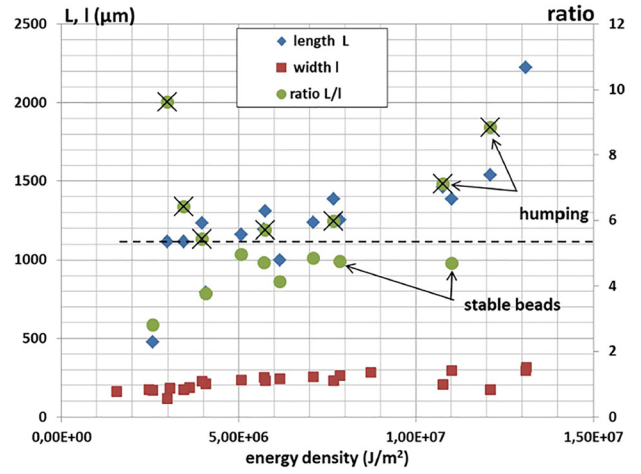 L, l (µm)
ratio
2500
2000
1500
1000
500
0
12
10
8
6
4
2
0
length L
width l
ratio L/l
humping
stable beads
0,00E+00
5,00E+06
1,00E+07
1,50E+07
energy density (J/m²)